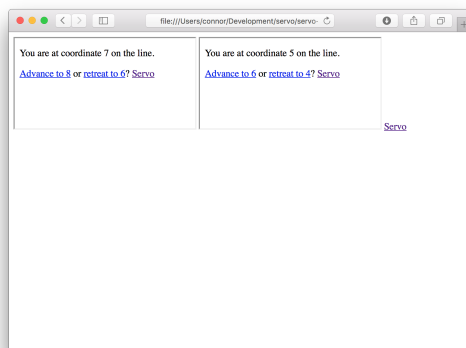 file:///Users/connor/Development/servo/servo-
You are at coordinate 7 on the line.
Advance to 8 or retreat to 6? Servo
You are at coordinate 5 on the line.
Advance to 6 or retreat to 4? Servo
Servo